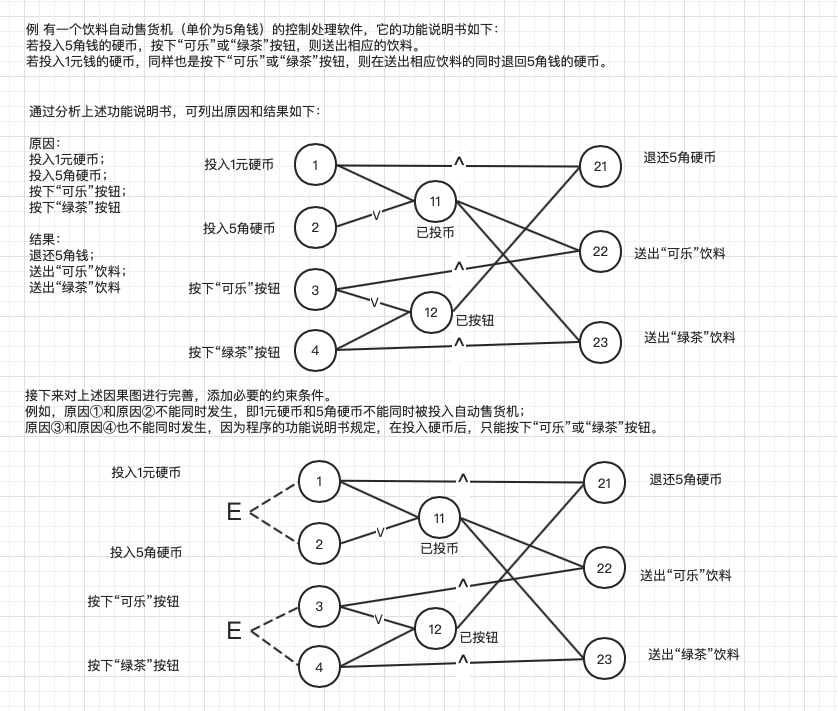 例 有一个饮料自动售货机（单价为5角钱）的控制处理软件，它的功能说明书如下：
若投入5角钱的硬币，按下“可乐”或“绿茶”按钮，则送出相应的饮料。
若投入1元钱的硬币，同样也是按下“可乐”或“绿茶”按钮，则在送出相应饮料的同时退回5角钱的硬币。
通过分析上述功能说明书，可列出原因和结果如下：
原因：
投入1元硬币；
投入5角硬币；
按下“可乐”按钮；
按下“绿茶”按钮
结果：
退还5角钱；
送出“可乐”饮料；
送出“绿茶”饮料
投入1元硬币
1
^
21
退还5角硬币
11
投入5角硬币
2
V
已投币
22
送出“可乐”饮料
按下“可乐”按钮
3
^
V
12
已按钮
按下“绿茶”按钮
4
^
23
送出“绿茶”饮料
接下来对上述因果图进行完善，添加必要的约束条件。
例如，原因①和原因②不能同时发生，即1元硬币和5角硬币不能同时被投入自动售货机；
原因③和原因④也不能同时发生，因为程序的功能说明书规定，在投入硬币后，只能按下“可乐”或“绿茶”按钮。
投入1元硬币
1
^
21
退还5角硬币
E
11
投入5角硬币
2
V
已投币
22
送出“可乐”饮料
按下“可乐”按钮
3
^
E
V
12
已按钮
按下“绿茶”按钮
4
^
23
送出“绿茶”饮料